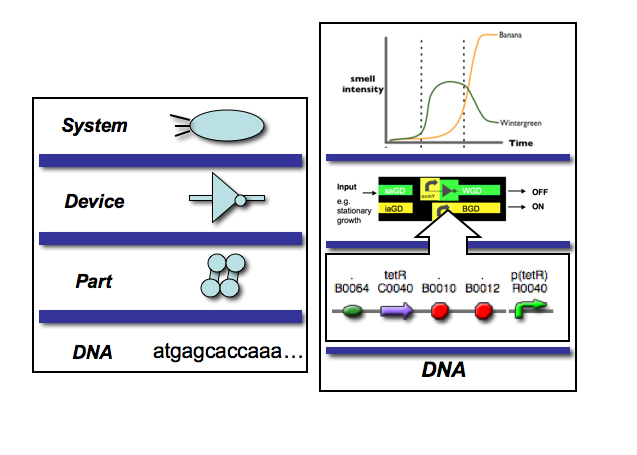 System
Device
Part
DNA atgagcaccaaa...
smell
intensity
Banana
Wintergreen
Time
Input
e.g.
stationary
growth
saGD
osmY
WGD
OFF
iaGD
BGD
ON
. tetR . . p(tetR)
B0064 C0040 B0010 B0012 R0040
DNA